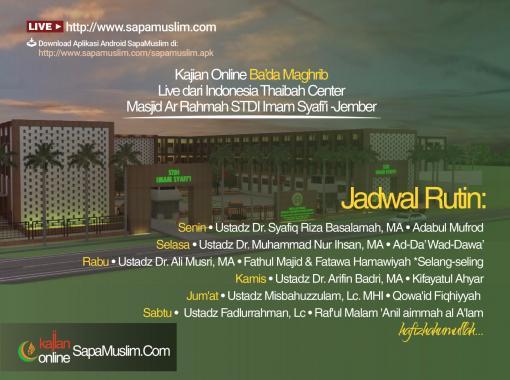 LIVE http://www.sapamuslim.com
Download Aplikasi Android SapaMuslim di:
http://www.sapamuslim.com/sapamuslim.apk
Kajian Online Ba'da Maghrib
Live dari Indonesia Thaibah Center
Masjid Ar Rahmah STDI Imam Syafi'i -Jember
STDI
IMAM SYAFI'I
Jadwal Rutin:
Senin • Ustadz Dr. Syafiq Riza Basalamah, MA • Adabul Mufrod
Selasa • Ustadz Dr. Muhammad Nur Ihsan, MA • Ad-Da' Wad-Dawa'
Rabu • Ustadz Dr. Ali Musri, MA • Fathul Majid & Fatawa Hamawiyah *Selang-seling
Kamis • Ustadz Dr. Arifin Badri, MA • Kifayatul Ahyar
Jum'at • Ustadz Misbahuzzulam, Lc. MHI • Qowa'id Fiqhiyyah
Sabtu • Ustadz Fadlurrahman, Lc • Raf'ul Malam 'Anil aimmah al A'lam
hafizhahumullah...
kajian
online SapaMuslim.Com